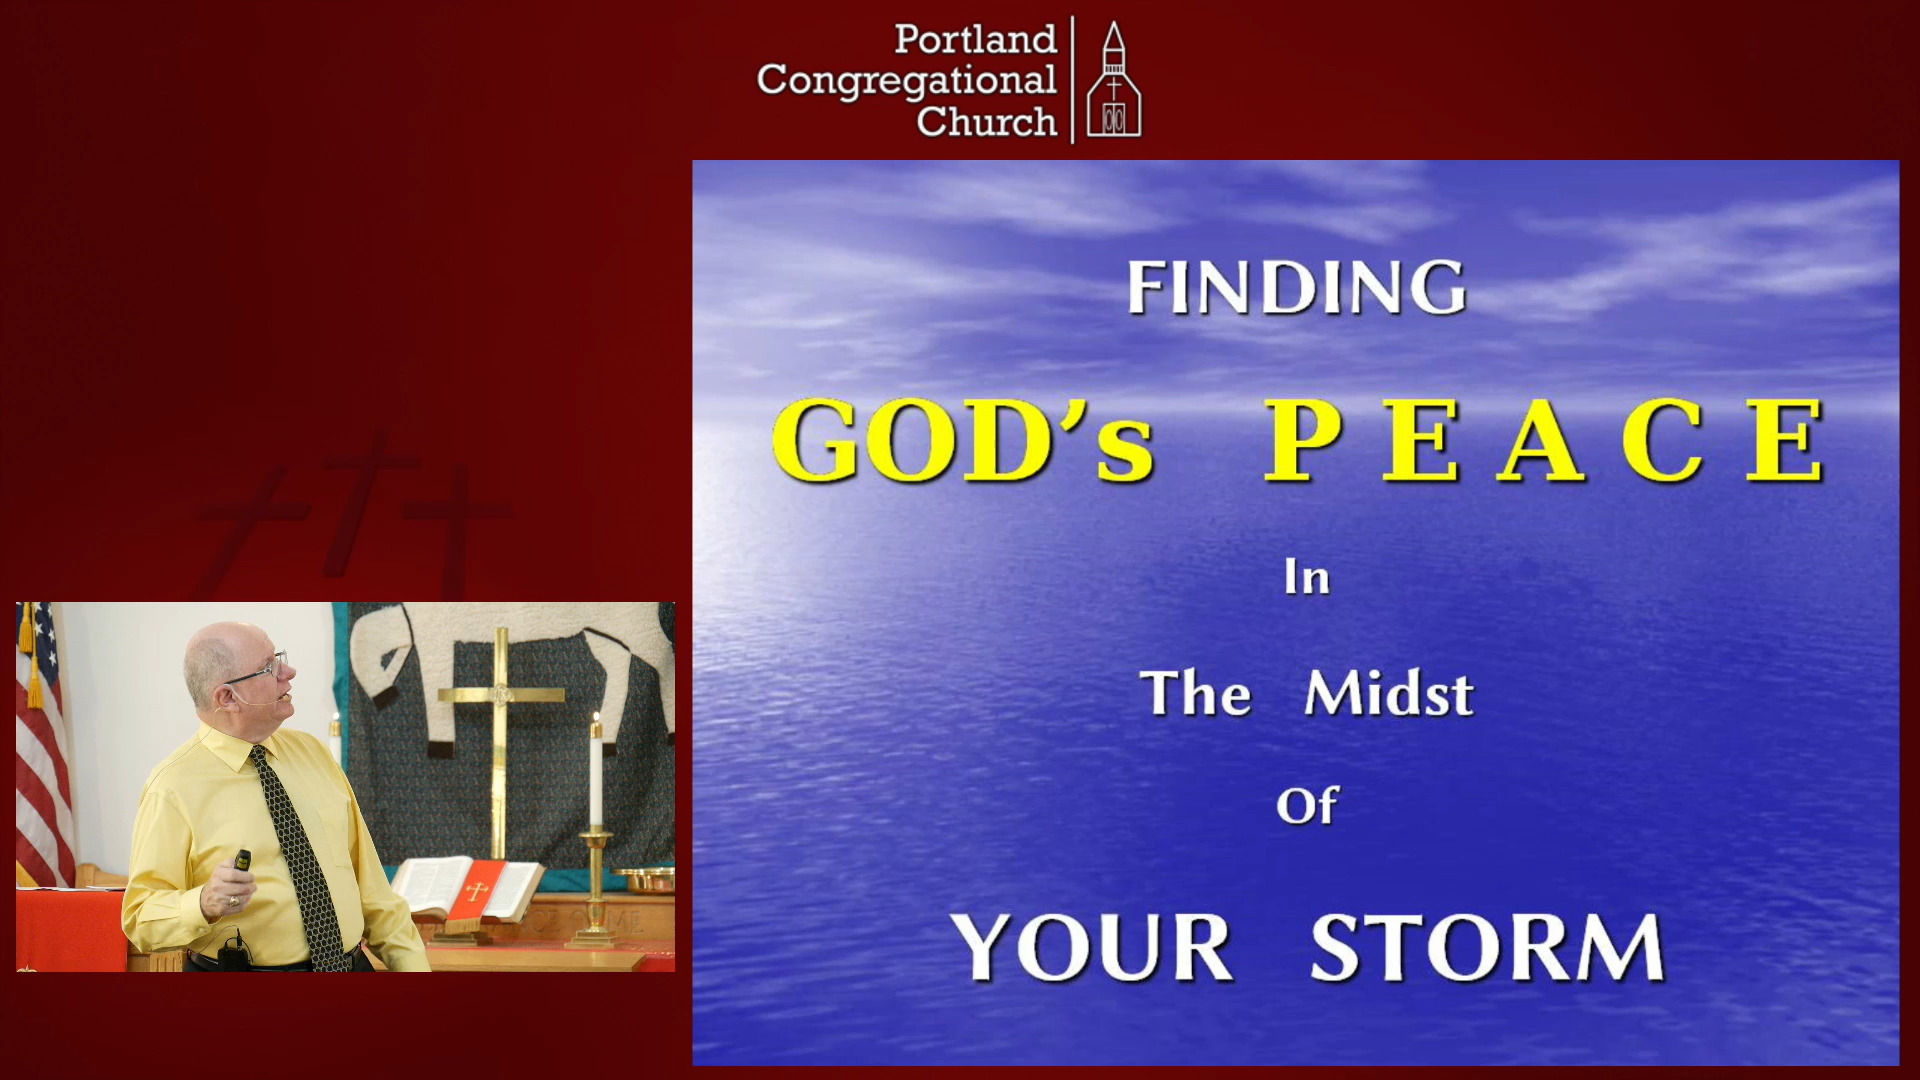 Portland
Congregational
Church
FINDING
GOD's PEACE
In
The Midst
Of
YOUR STORM